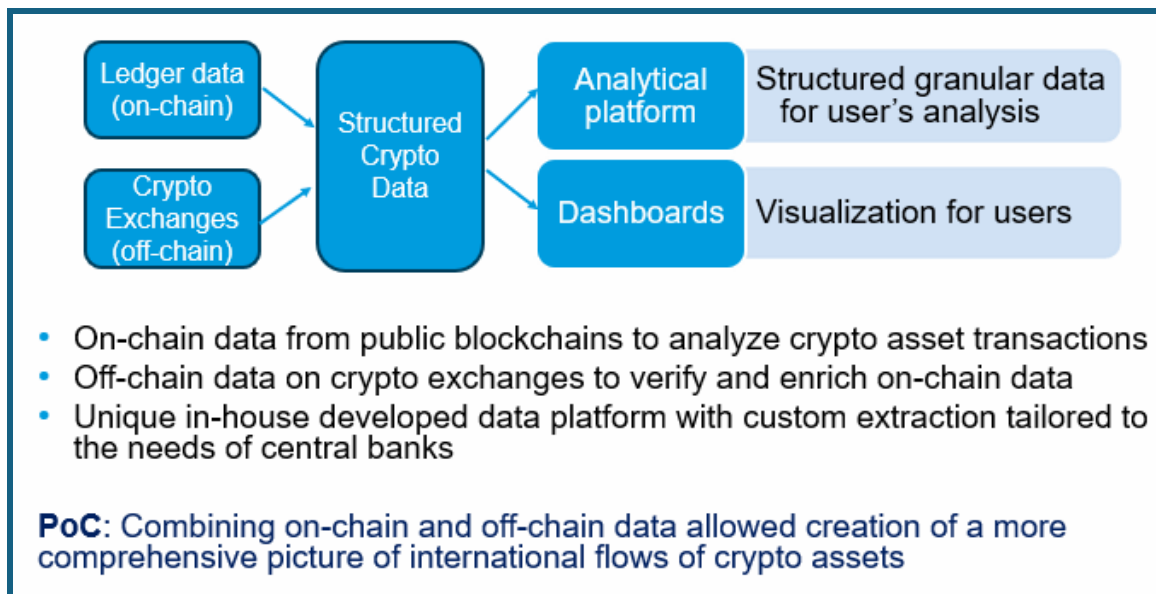 Ledger data
(on-chain)
Crypto
Exchanges
(off-chain)
Structured
Crypto
Data
Analytical
platform
Structured granular data
for user's analysis
Dashboards
Visualization for users
• On-chain data from public blockchains to analyze crypto asset transactions
• Off-chain data on crypto exchanges to verify and enrich on-chain data
• Unique in-house developed data platform with custom extraction tailored to
the needs of central banks
PoC: Combining on-chain and off-chain data allowed creation of a more
comprehensive picture of international flows of crypto assets